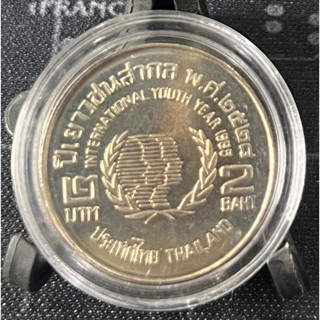 FRANC
ปีเยาวชนสากล พ.ศ.๒๕๒๘
INTERNATIONAL YOUTH YEAR 1985
๒
บาท
2
BAHT
ประเทศไทย THAILAND